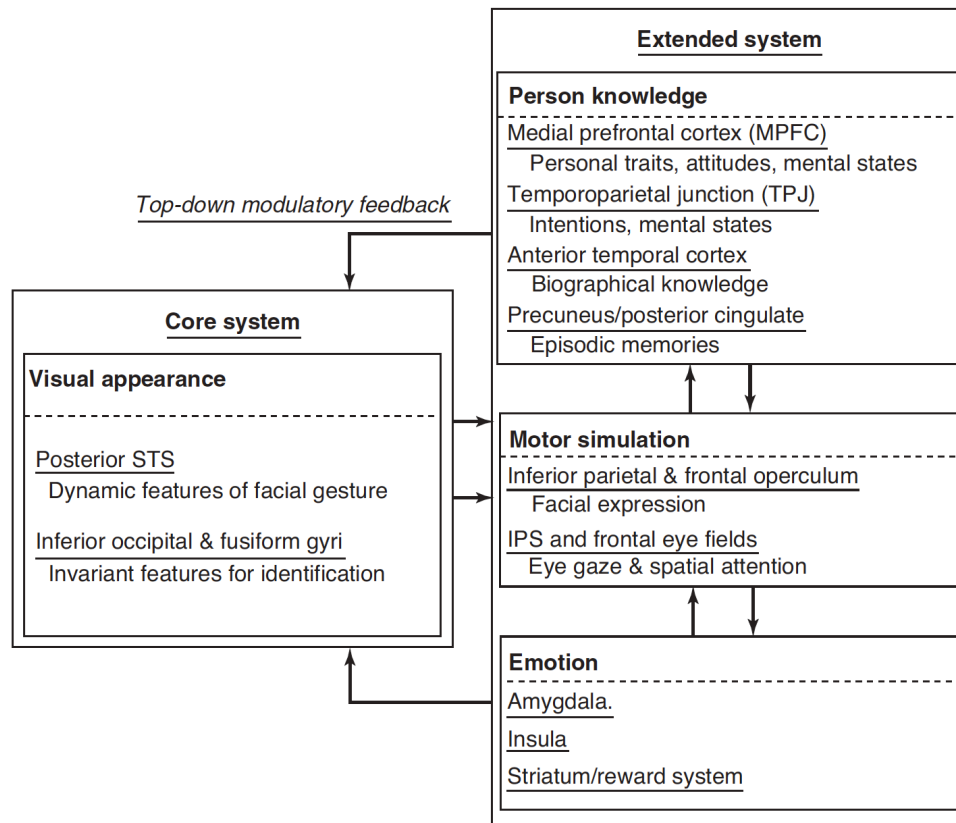 Extended system
Person knowledge
Medial prefrontal cortex (MPFC)
Personal traits, attitudes, mental states
Temporoparietal junction (TPJ)
Intentions, mental states
Anterior temporal cortex
Biographical knowledge
Precuneus/posterior cingulate
Episodic memories
Top-down modulatory feedback
Core system
Visual appearance
Posterior STS
Dynamic features of facial gesture
Inferior occipital & fusiform gyri
Invariant features for identification
Motor simulation
Inferior parietal & frontal operculum
Facial expression
IPS and frontal eye fields
Eye gaze & spatial attention
Emotion
Amygdala.
Insula
Striatum/reward system